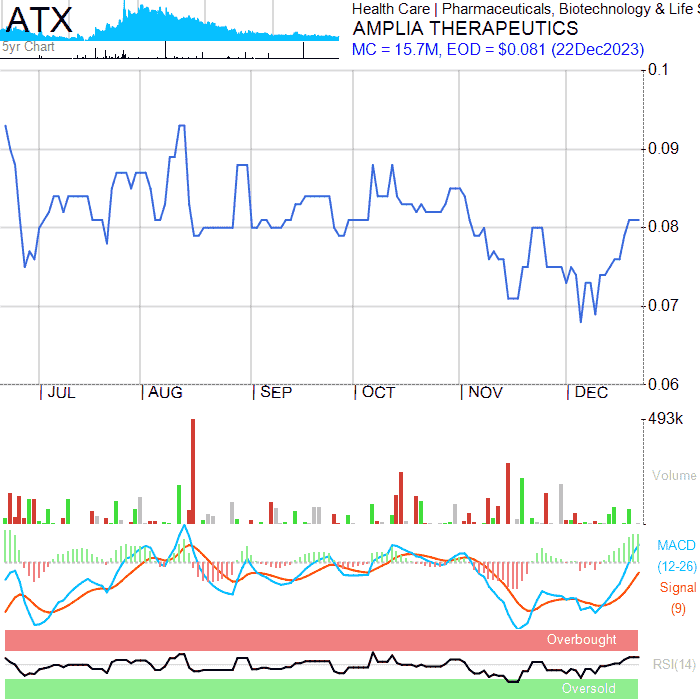 ATX
5yr Chart
Health Care | Pharmaceuticals, Biotechnology & Life S
AMPLIA THERAPEUTICS
MC = 15.7M, EOD = $0.081 (22Dec2023)
0.1
0.09
0.08
0.07
0.06
JUL AUG SEP OCT NOV DEC
493k
Volume
MACD
(12-26)
Signal
(9)
Overbought
RSI(14)
Oversold